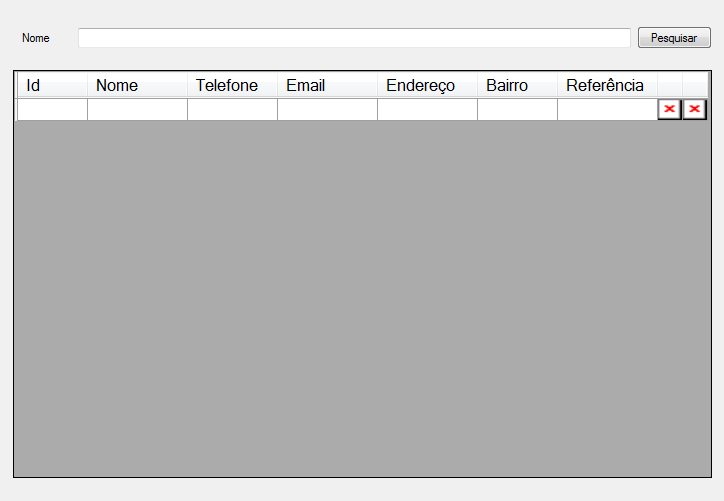 Nome Pesquisar
Id Nome Telefone Email Endereço Bairro Referência